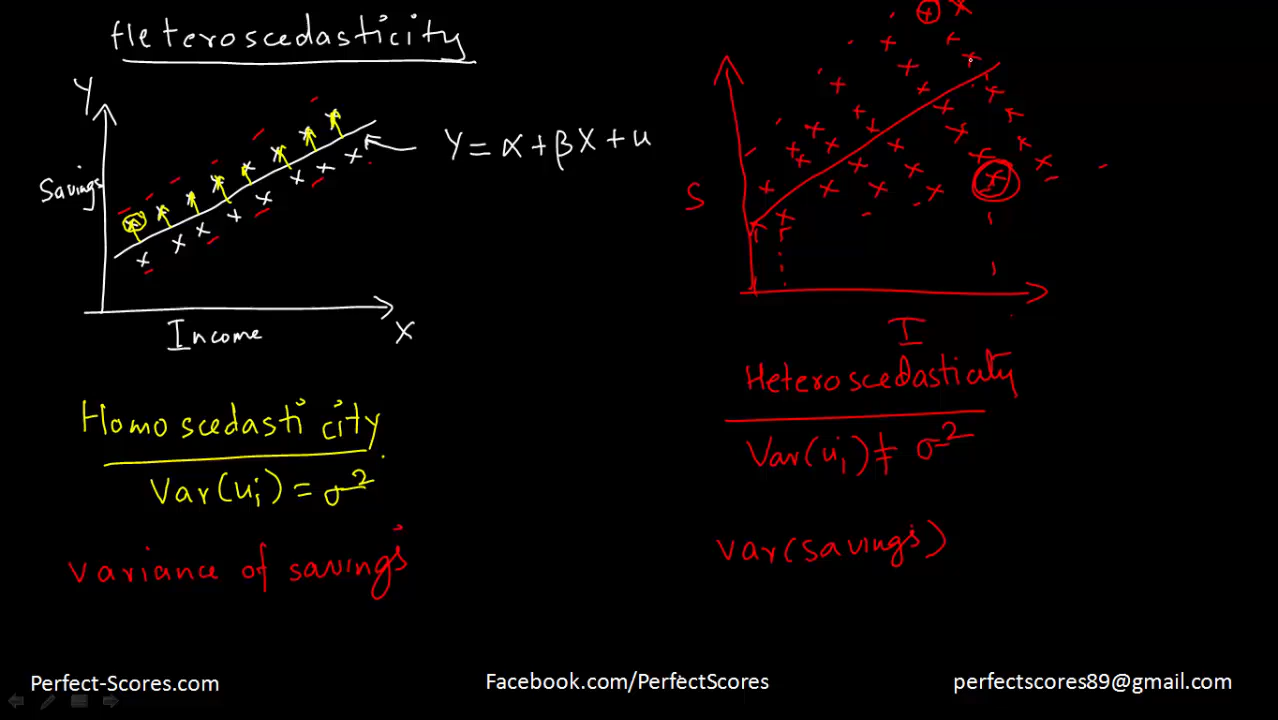 Heteroscedasticity
Y
Savings
Income
X
Y = α + βX + u
Homoscedasticity
Var(ui) = σ²
variance of savings
S
I
Heteroscedasticity
Var(ui) ≠ σ²
var(savings)
Perfect-Scores.com
Facebook.com/PerfectScores
perfectscores89@gmail.com